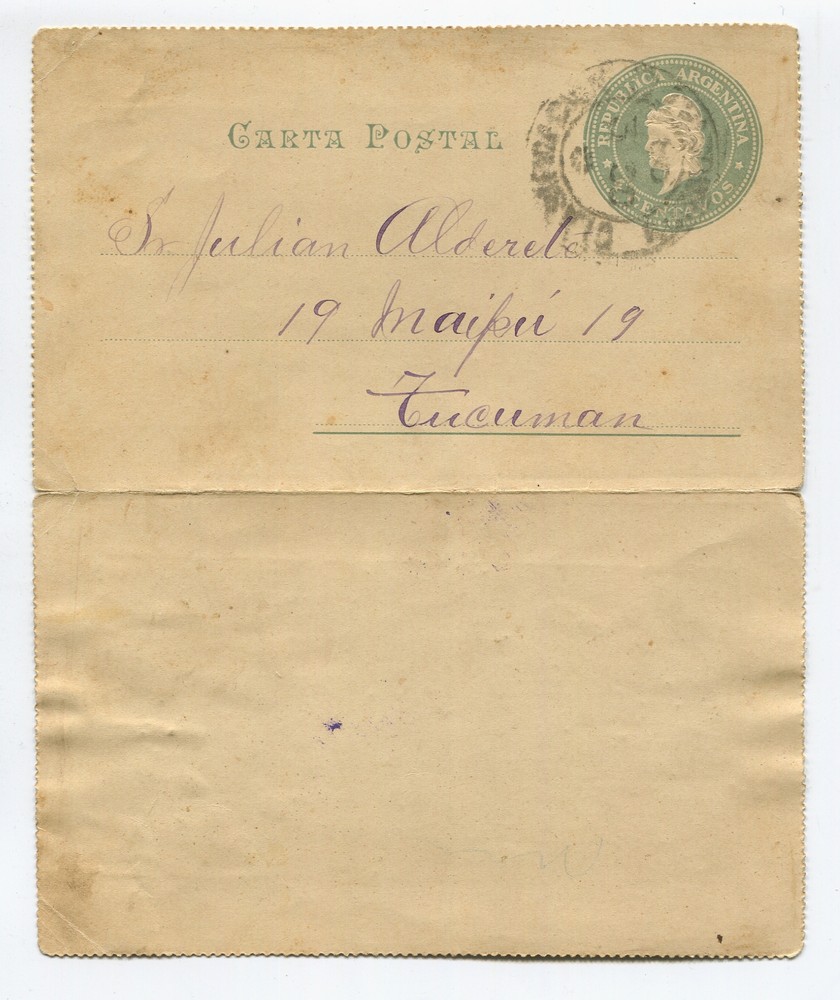 REPUBLICA ARGENTINA
CENTAVOS
CARTA POSTAL
Sr Julian Alderete
19 Maipú 19
Tucuman